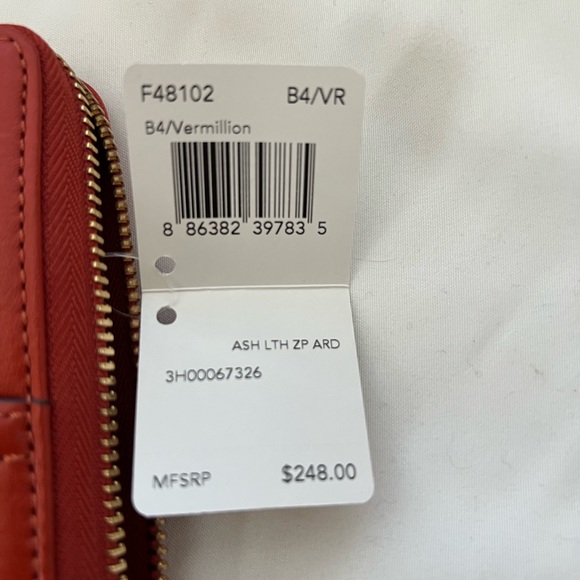 F48102 B4/VR
B4/Vermillion
8 86382 39783 5
ASH LTH ZP ARD
3H00067326
MFSRP $248.00